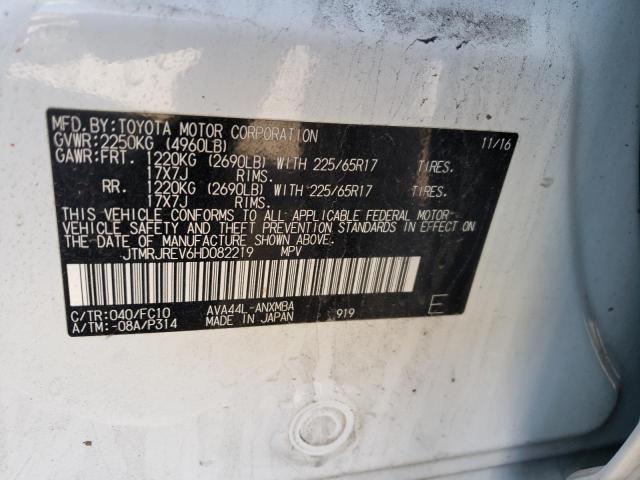 MFD. BY: TOYOTA MOTOR CORPORATION 11/16
GVWR: 2250KG (4960LB)
GAWR: FRT. 1220KG (2690LB) WITH 225/65R17 TIRES.
17X7J RIMS.
RR. 1220KG (2690LB) WITH 225/65R17 TIRES.
17X7J RIMS.
THIS VEHICLE CONFORMS TO ALL APPLICABLE FEDERAL MOTOR
VEHICLE SAFETY AND THEFT PREVENTION STANDARDS IN EFFECT
ON THE DATE OF MANUFACTURE SHOWN ABOVE.
JTMRJREV6HD082219 MPV
C/TR: 040/FC10 AVA44L-ANXMBA 919 E
A/TM: -08A/P314 MADE IN JAPAN